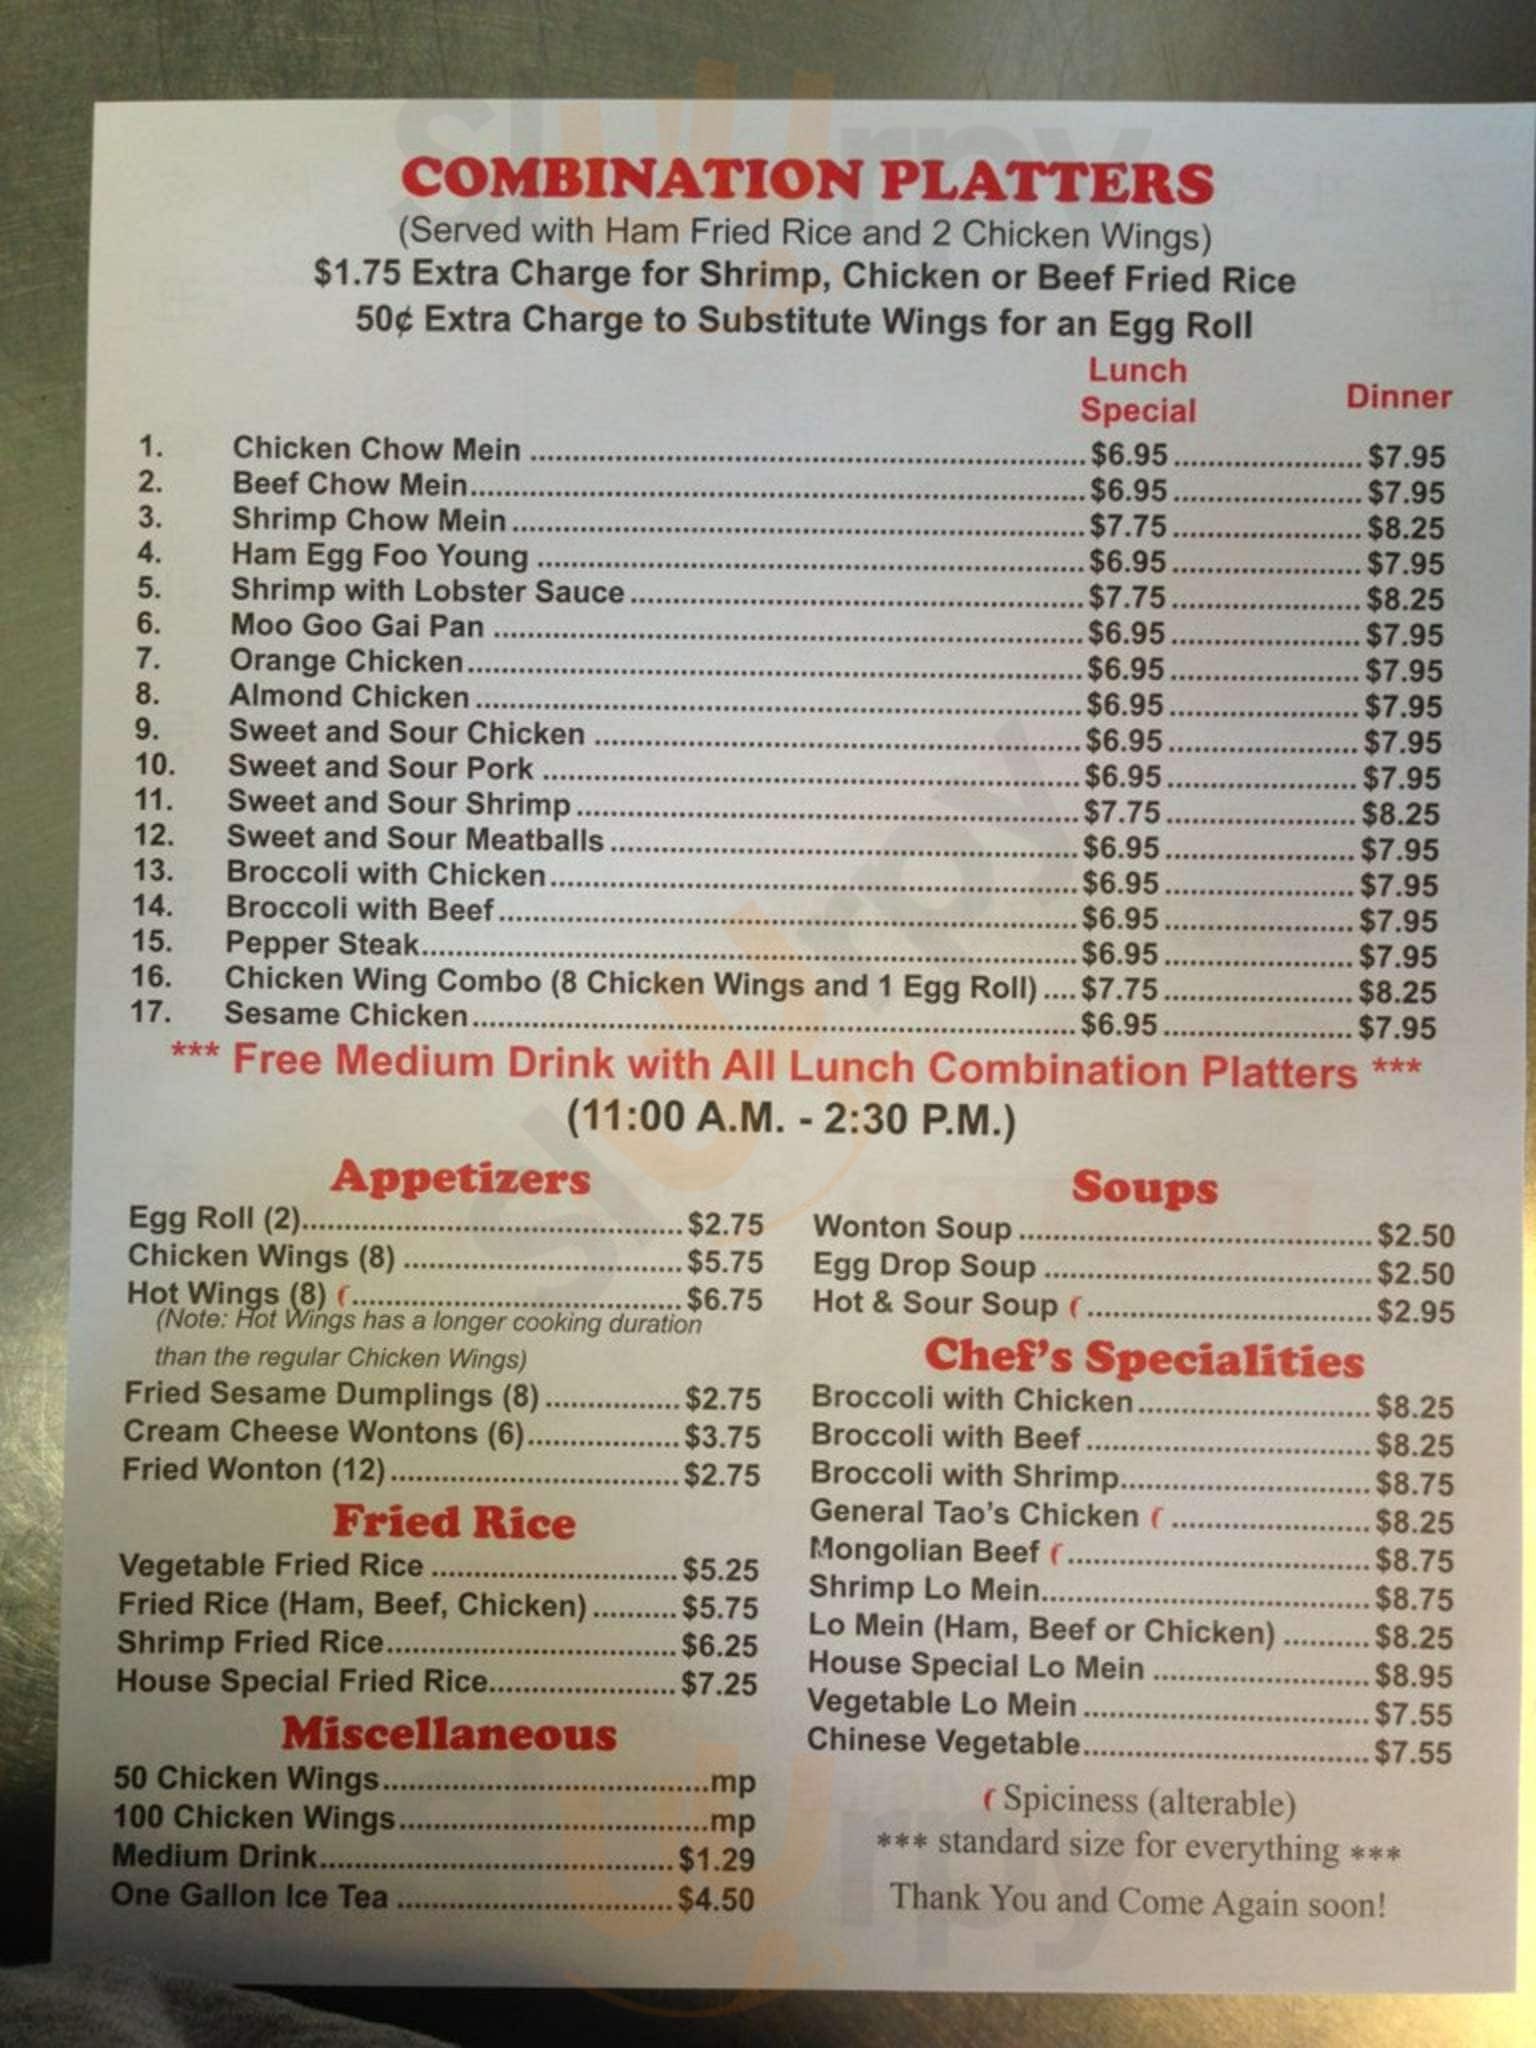 COMBINATION PLATTERS
(Served with Ham Fried Rice and 2 Chicken Wings)
$1.75 Extra Charge for Shrimp, Chicken or Beef Fried Rice
50¢ Extra Charge to Substitute Wings for an Egg Roll
Lunch Special Dinner
1. Chicken Chow Mein $6.95 $7.95
2. Beef Chow Mein $6.95 $7.95
3. Shrimp Chow Mein $7.75 $8.25
4. Ham Egg Foo Young $6.95 $7.95
5. Shrimp with Lobster Sauce $7.75 $8.25
6. Moo Goo Gai Pan $6.95 $7.95
7. Orange Chicken $6.95 $7.95
8. Almond Chicken $6.95 $7.95
9. Sweet and Sour Chicken $6.95 $7.95
10. Sweet and Sour Pork $6.95 $7.95
11. Sweet and Sour Shrimp $7.75 $8.25
12. Sweet and Sour Meatballs $6.95 $7.95
13. Broccoli with Chicken $6.95 $7.95
14. Broccoli with Beef $6.95 $7.95
15. Pepper Steak $6.95 $7.95
16. Chicken Wing Combo (8 Chicken Wings and 1 Egg Roll) $7.75 $8.25
17. Sesame Chicken $6.95 $7.95
*** Free Medium Drink with All Lunch Combination Platters ***
(11:00 A.M. - 2:30 P.M.)
Appetizers
Egg Roll (2) $2.75
Chicken Wings (8) $5.75
Hot Wings (8) $6.75
(Note: Hot Wings has a longer cooking duration
than the regular Chicken Wings)
Fried Sesame Dumplings (8) $2.75
Cream Cheese Wontons (6) $3.75
Fried Wonton (12) $2.75
Fried Rice
Vegetable Fried Rice $5.25
Fried Rice (Ham, Beef, Chicken) $5.75
Shrimp Fried Rice $6.25
House Special Fried Rice $7.25
Miscellaneous
50 Chicken Wings mp
100 Chicken Wings mp
Medium Drink $1.29
One Gallon Ice Tea $4.50
Soups
Wonton Soup $2.50
Egg Drop Soup $2.50
Hot & Sour Soup $2.95
Chef's Specialities
Broccoli with Chicken $8.25
Broccoli with Beef $8.25
Broccoli with Shrimp $8.75
General Tao's Chicken $8.25
Mongolian Beef $8.75
Shrimp Lo Mein $8.75
Lo Mein (Ham, Beef or Chicken) $8.25
House Special Lo Mein $8.95
Vegetable Lo Mein $7.55
Chinese Vegetable $7.55
Spiciness (alterable)
*** standard size for everything ***
Thank You and Come Again soon!
slUrpy
slUrpy
slUrpy